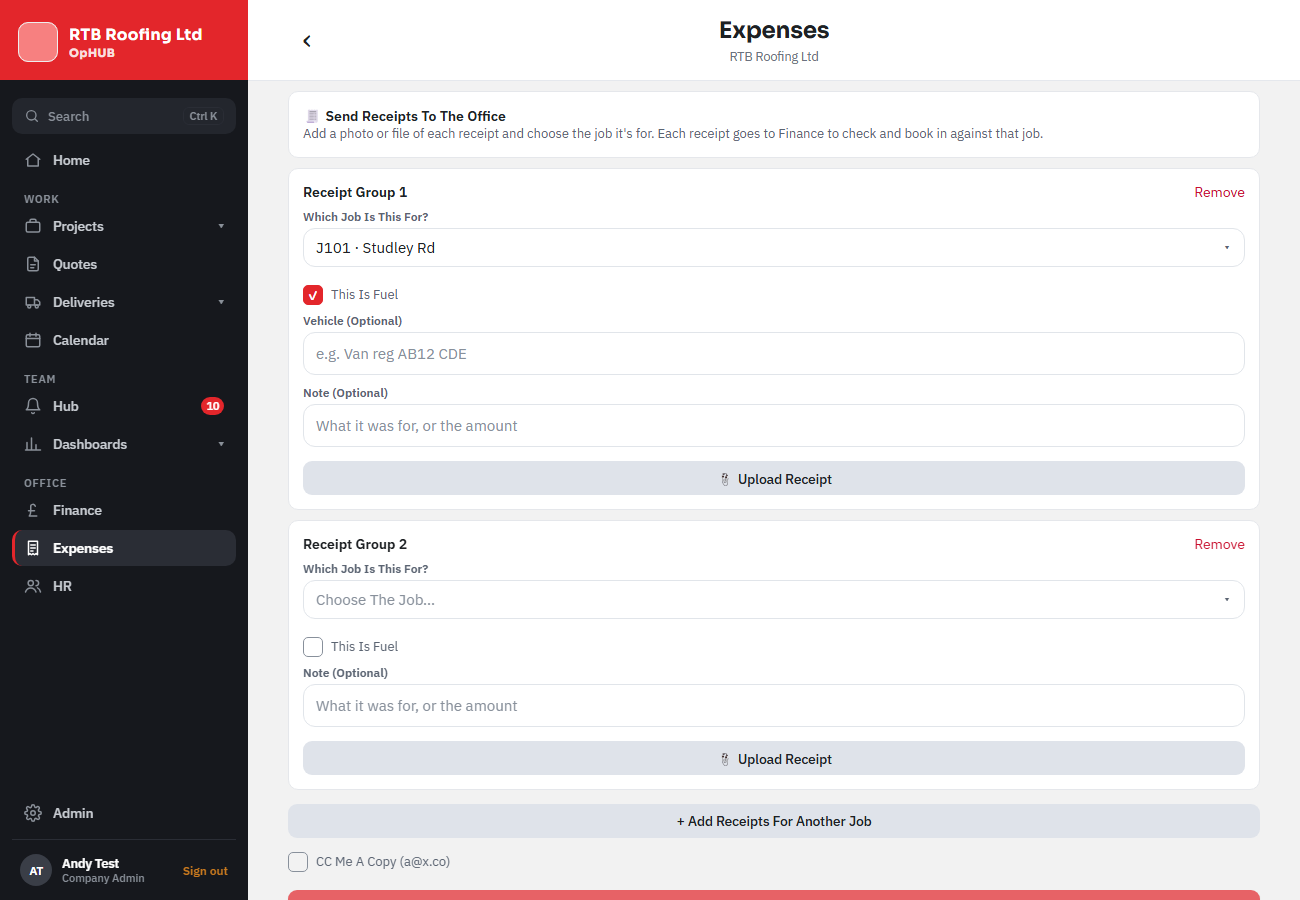 RTB Roofing Ltd
OpHUB
Search
Ctrl K
Home
WORK
Projects
Quotes
Deliveries
Calendar
TEAM
Hub
10
Dashboards
OFFICE
Finance
Expenses
HR
Admin
AT
Andy Test
Company Admin
Sign out
Expenses
RTB Roofing Ltd
Send Receipts To The Office
Add a photo or file of each receipt and choose the job it's for. Each receipt goes to Finance to check and book in against that job.
Receipt Group 1
Remove
Which Job Is This For?
J101 · Studley Rd
This Is Fuel
Vehicle (Optional)
e.g. Van reg AB12 CDE
Note (Optional)
What it was for, or the amount
Upload Receipt
Receipt Group 2
Remove
Which Job Is This For?
Choose The Job...
This Is Fuel
Note (Optional)
What it was for, or the amount
Upload Receipt
+ Add Receipts For Another Job
CC Me A Copy (a@x.co)